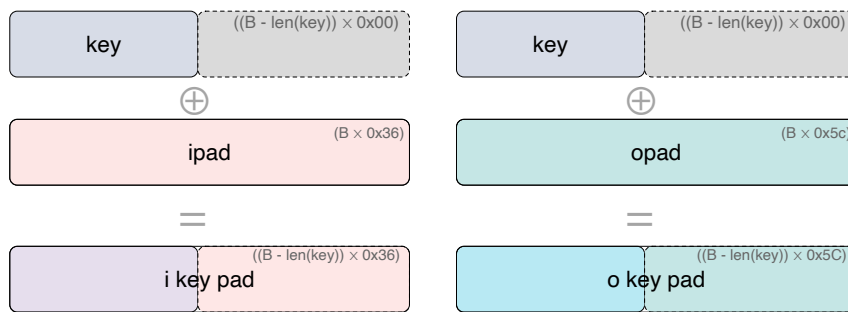 key ((B - len(key)) × 0x00)
⊕
ipad (B × 0x36)
=
i key pad ((B - len(key)) × 0x36)
key ((B - len(key)) × 0x00)
⊕
opad (B × 0x5c)
=
o key pad ((B - len(key)) × 0x5C)